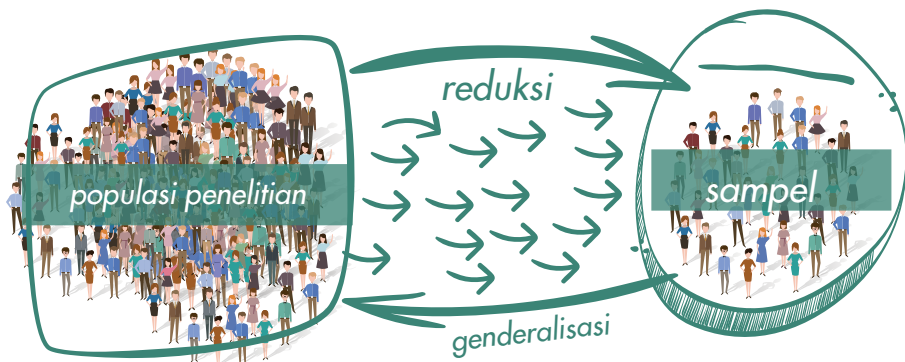 reduksi
populasi penelitian
sampel
genderalisasi